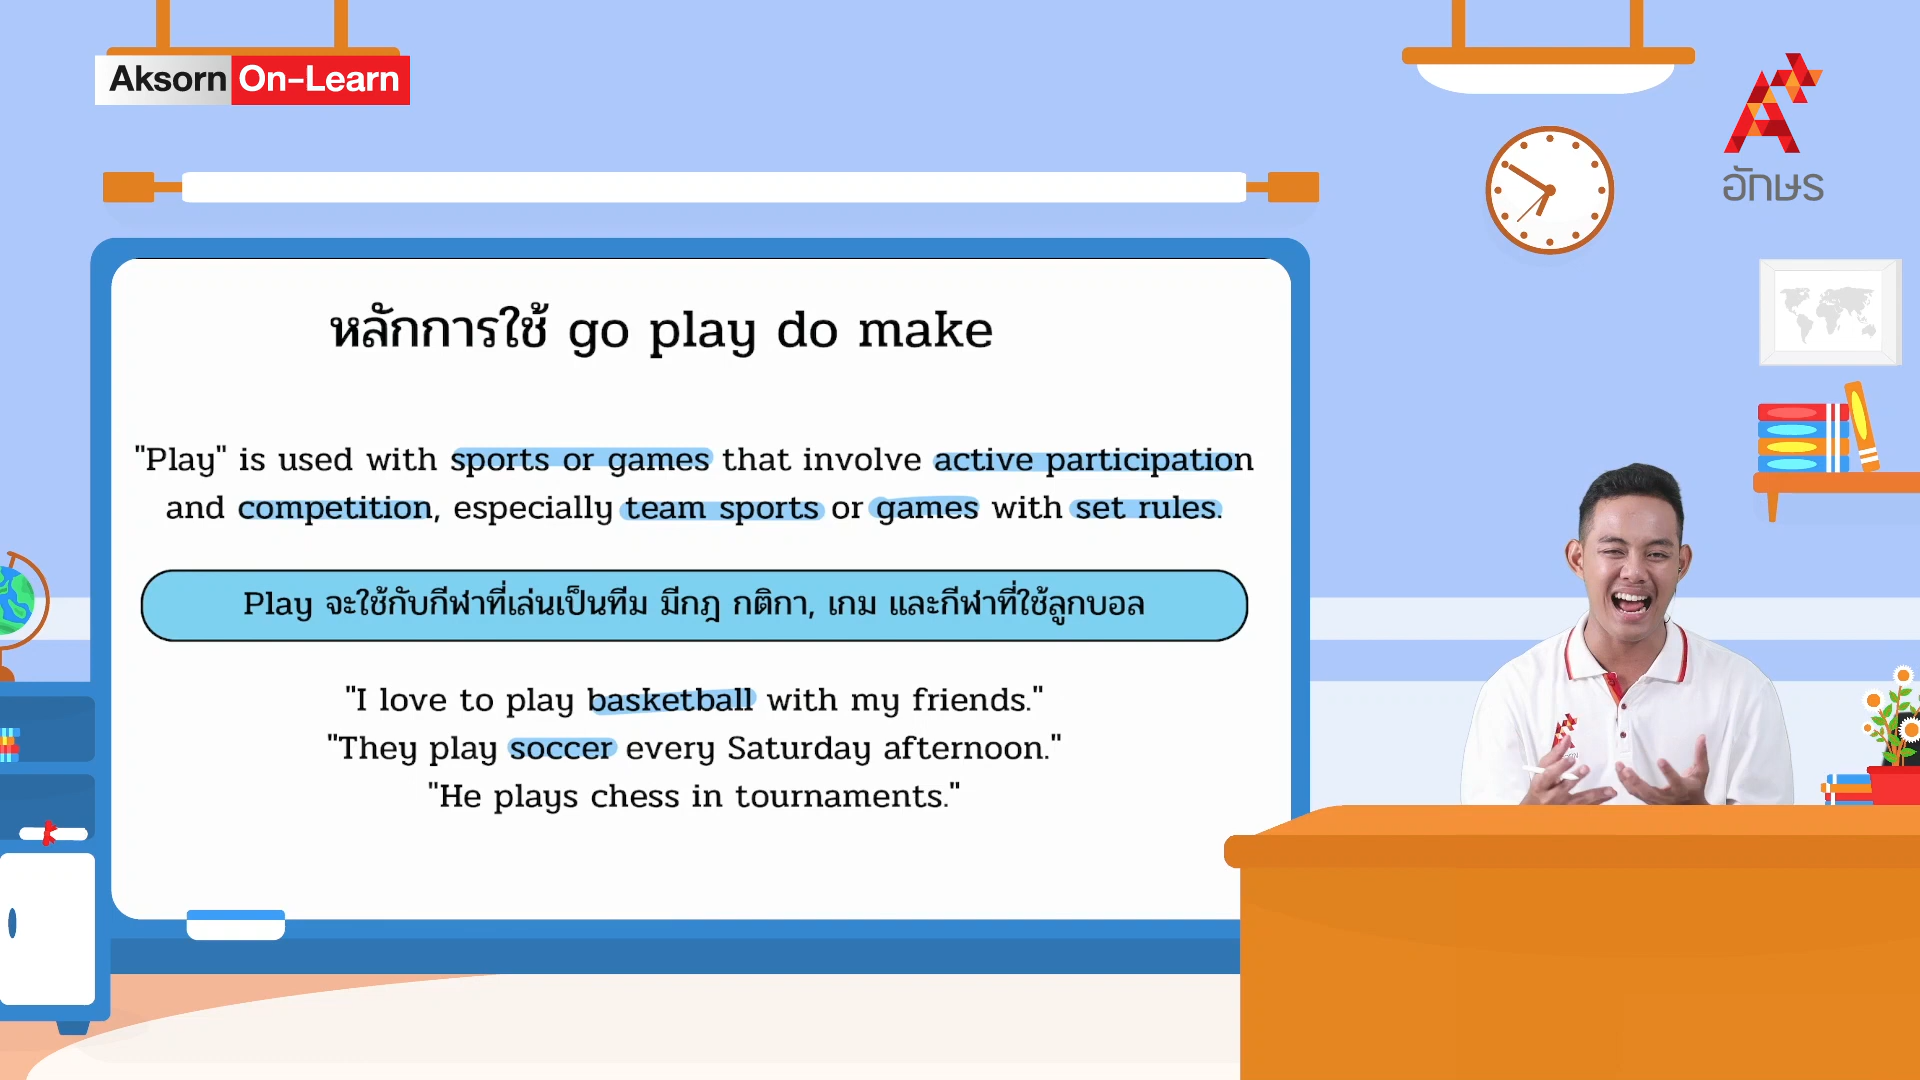 Aksorn On-Learn
อักษร
หลักการใช้ go play do make
"Play" is used with sports or games that involve active participation
and competition, especially team sports or games with set rules.
Play จะใช้กับกีฬาที่เล่นเป็นทีม มีกฎ กติกา, เกม และกีฬาที่ใช้ลูกบอล
"I love to play basketball with my friends."
"They play soccer every Saturday afternoon."
"He plays chess in tournaments."